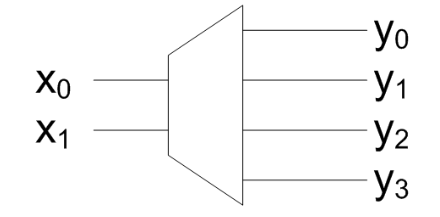 x₀
x₁
y₀
y₁
y₂
y₃